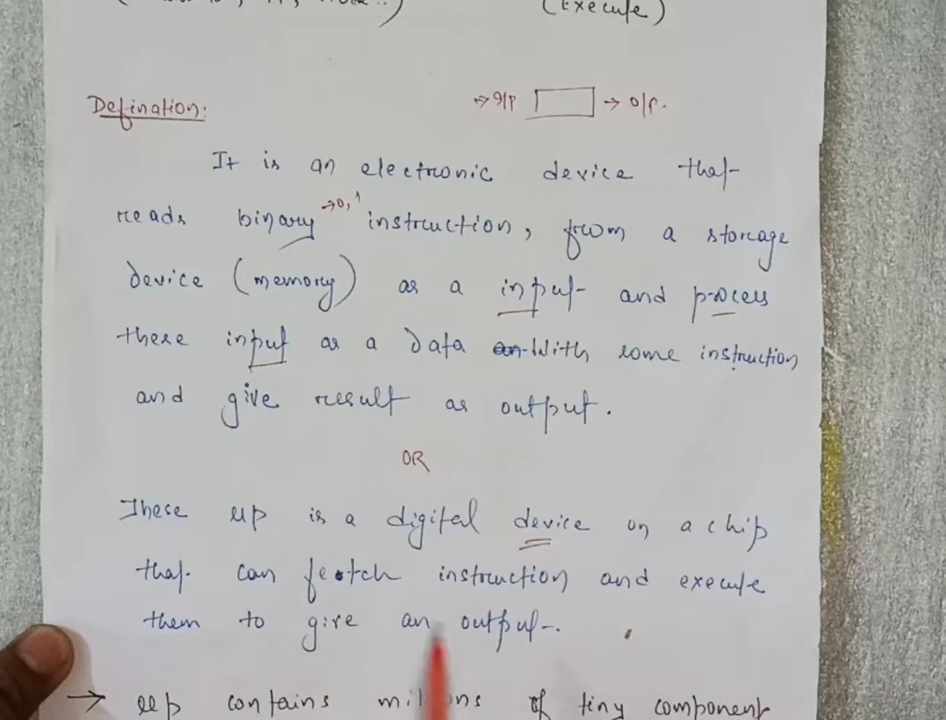 (Execute)
Defination:
→ I/P → O/P.
It is an electronic device that
reads binary →0,1 instruction, from a storage
device (memory) as a input and process
these input as a data with some instruction
and give result as output.
OR
These μp is a digital device on a chip
that can fetch instruction and execute
them to give an output.
→ μp contains millions of tiny component